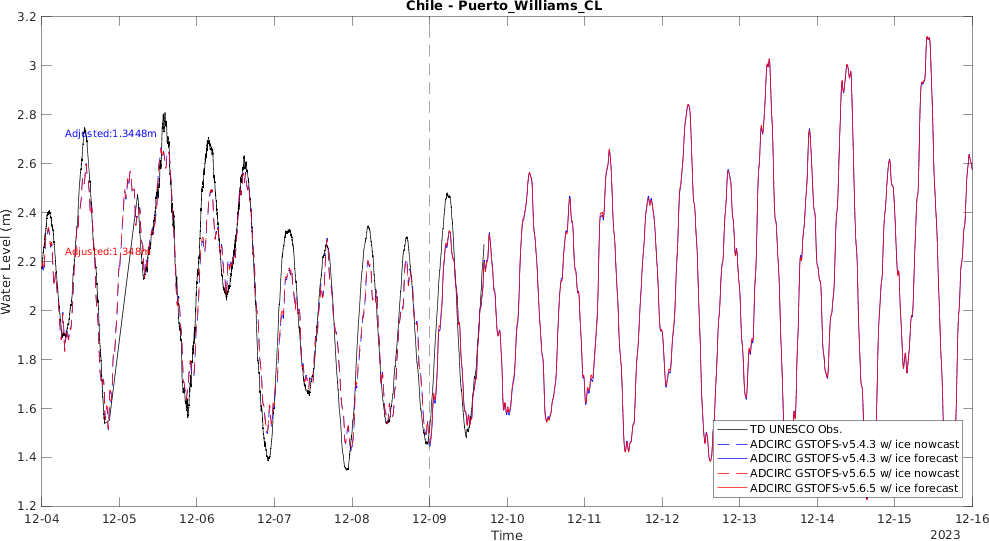 Chile - Puerto_Williams_CL
3.2
3
2.8
2.6
2.4
2.2
2
1.8
1.6
1.4
1.2
Water Level (m)
Adjusted:1.3448m
Adjusted:1.348m
TD UNESCO Obs.
ADCIRC GSTOFS-v5.4.3 w/ ice nowcast
ADCIRC GSTOFS-v5.4.3 w/ ice forecast
ADCIRC GSTOFS-v5.6.5 w/ ice nowcast
ADCIRC GSTOFS-v5.6.5 w/ ice forecast
12-04 12-05 12-06 12-07 12-08 12-09 12-10 12-11 12-12 12-13 12-14 12-15 12-16
Time
2023